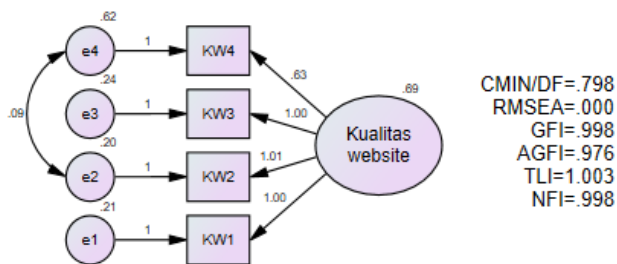 .62
e4 1 KW4
.63
.69
.24
e3 1 KW3
1.00
.09
Kualitas
website
.20
e2 1 KW2
1.01
1.00
.21
e1 1 KW1
CMIN/DF=.798
RMSEA=.000
GFI=.998
AGFI=.976
TLI=1.003
NFI=.998